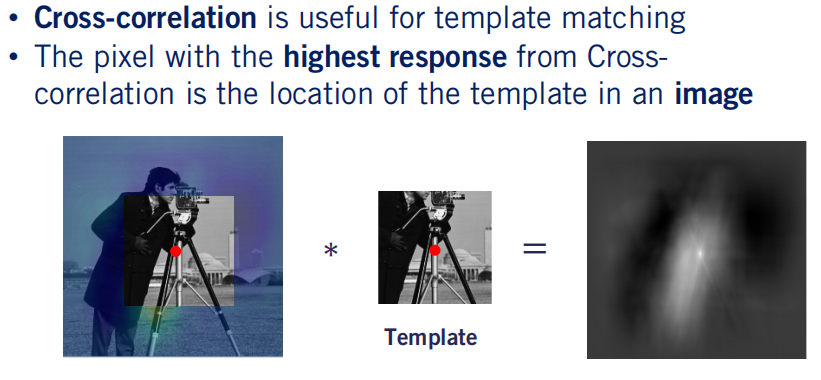 • Cross-correlation is useful for template matching
• The pixel with the highest response from Cross-
correlation is the location of the template in an image
* =
Template